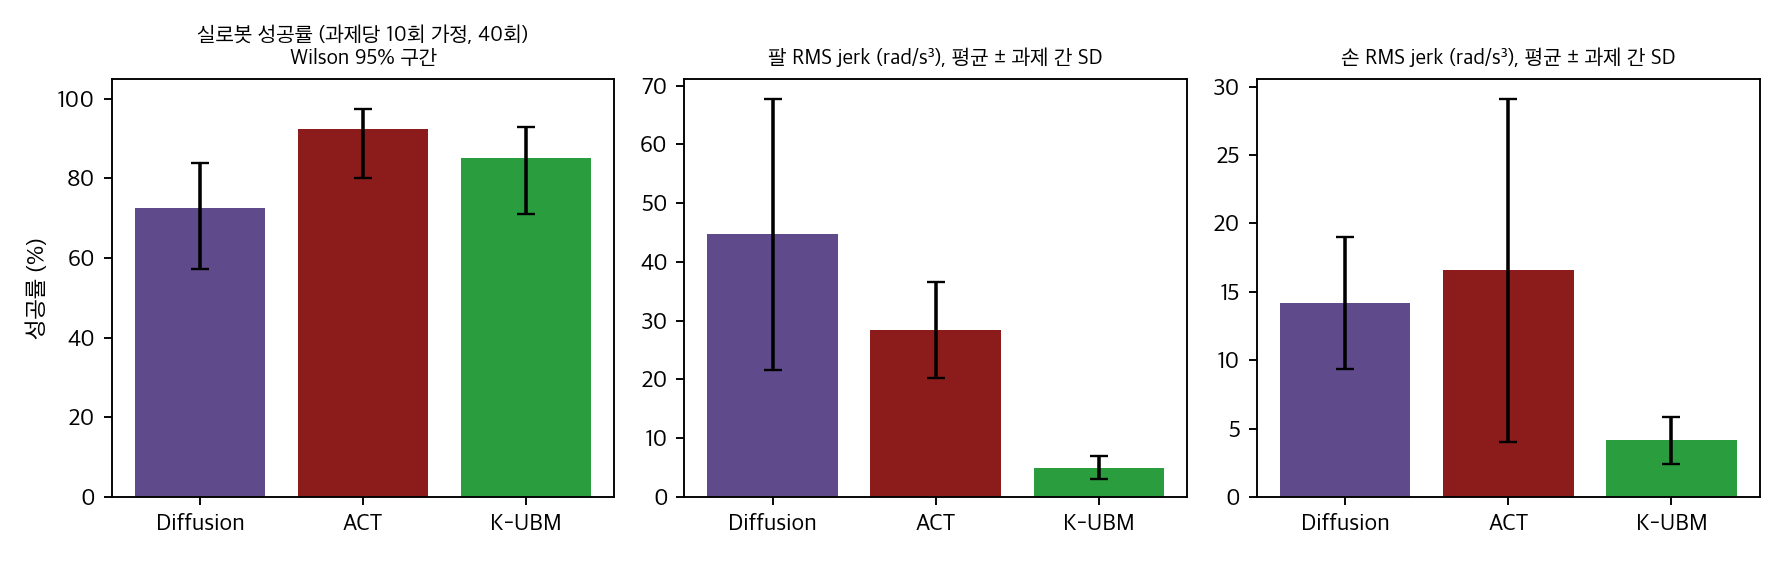 실로봇 성공률 (과제당 10회 가정, 40회)
Wilson 95% 구간
성공률 (%)
100
80
60
40
20
0
Diffusion
ACT
K-UBM
팔 RMS jerk (rad/s³), 평균 ± 과제 간 SD
70
60
50
40
30
20
10
0
Diffusion
ACT
K-UBM
손 RMS jerk (rad/s³), 평균 ± 과제 간 SD
30
25
20
15
10
5
0
Diffusion
ACT
K-UBM